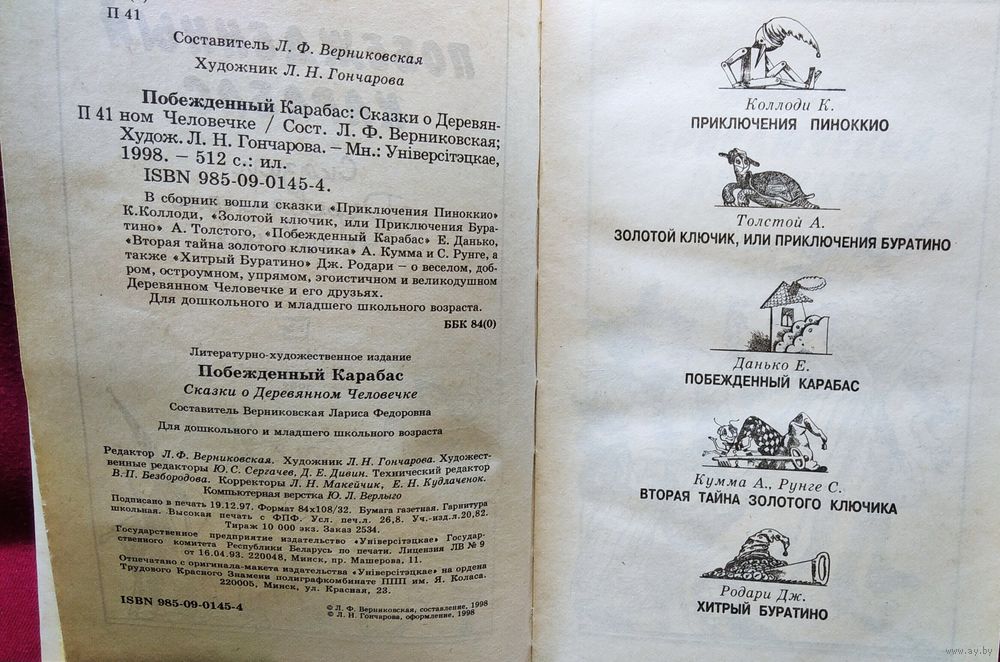 П 41
Составитель Л. Ф. Верниковская
Художник Л. Н. Гончарова
Побежденный Карабас: Сказки о Деревян-
П 41 ном Человечке / Сост. Л. Ф. Верниковская;
Худож. Л. Н. Гончарова. – Мн.: Унiверсiтэцкае,
1998. – 512 с.: ил.
ISBN 985-09-0145-4.
В сборник вошли сказки «Приключения Пиноккио»
К.Коллоди, «Золотой ключик, или Приключения Бура-
тино» А. Толстого, «Побежденный Карабас» Е. Данько,
«Вторая тайна золотого ключика» А. Кумма и С. Рунге, а
также «Хитрый Буратино» Дж. Родари – о веселом, доб-
ром, остроумном, упрямом, эгоистичном и великодушном
Деревянном Человечке и его друзьях.
Для дошкольного и младшего школьного возраста.
ББК 84(0)
Литературно-художественное издание
Побежденный Карабас
Сказки о Деревянном Человечке
Составитель Верниковская Лариса Федоровна
Для дошкольного и младшего школьного возраста
Редактор Л.Ф. Верниковская. Художник Л.Н. Гончарова. Художест-
венные редакторы Ю.С. Сергачев, Д.Е. Дивин. Технический редактор
В.П. Безбородова. Корректоры Л.Н. Макейчик, Е.Н. Кудлаченок.
Компьютерная верстка Ю.Л. Верлыго
Подписано в печать 19.12.97. Формат 84х108/32. Бумага газетная. Гарнитура
школьная. Высокая печать с ФПФ. Усл. печ.л. 26,8. Уч.-изд.л.20,82.
Тираж 10 000 экз. Заказ 2534.
Государственное предприятие издательство «Унiверсiтэцкае» Государ-
ственного комитета Республики Беларусь по печати. Лицензия ЛВ № 9
от 16.04.93. 220048, Минск, пр. Машерова, 11.
Отпечатано с оригинала-макета издательства «Унiверсiтэцкае» на ордена
Трудового Красного Знамени полиграфкомбинате ППП им. Я. Коласа.
220005, Минск, ул. Красная, 23.
ISBN 985-09-0145-4
© Л. Ф. Верниковская, составление, 1998
© Л. Н. Гончарова, оформление, 1998
Коллоди К.
ПРИКЛЮЧЕНИЯ ПИНОККИО
Толстой А.
ЗОЛОТОЙ КЛЮЧИК, ИЛИ ПРИКЛЮЧЕНИЯ БУРАТИНО
Данько Е.
ПОБЕЖДЕННЫЙ КАРАБАС
Кумма А., Рунге С.
ВТОРАЯ ТАЙНА ЗОЛОТОГО КЛЮЧИКА
Родари Дж.
ХИТРЫЙ БУРАТИНО
www.ay.by